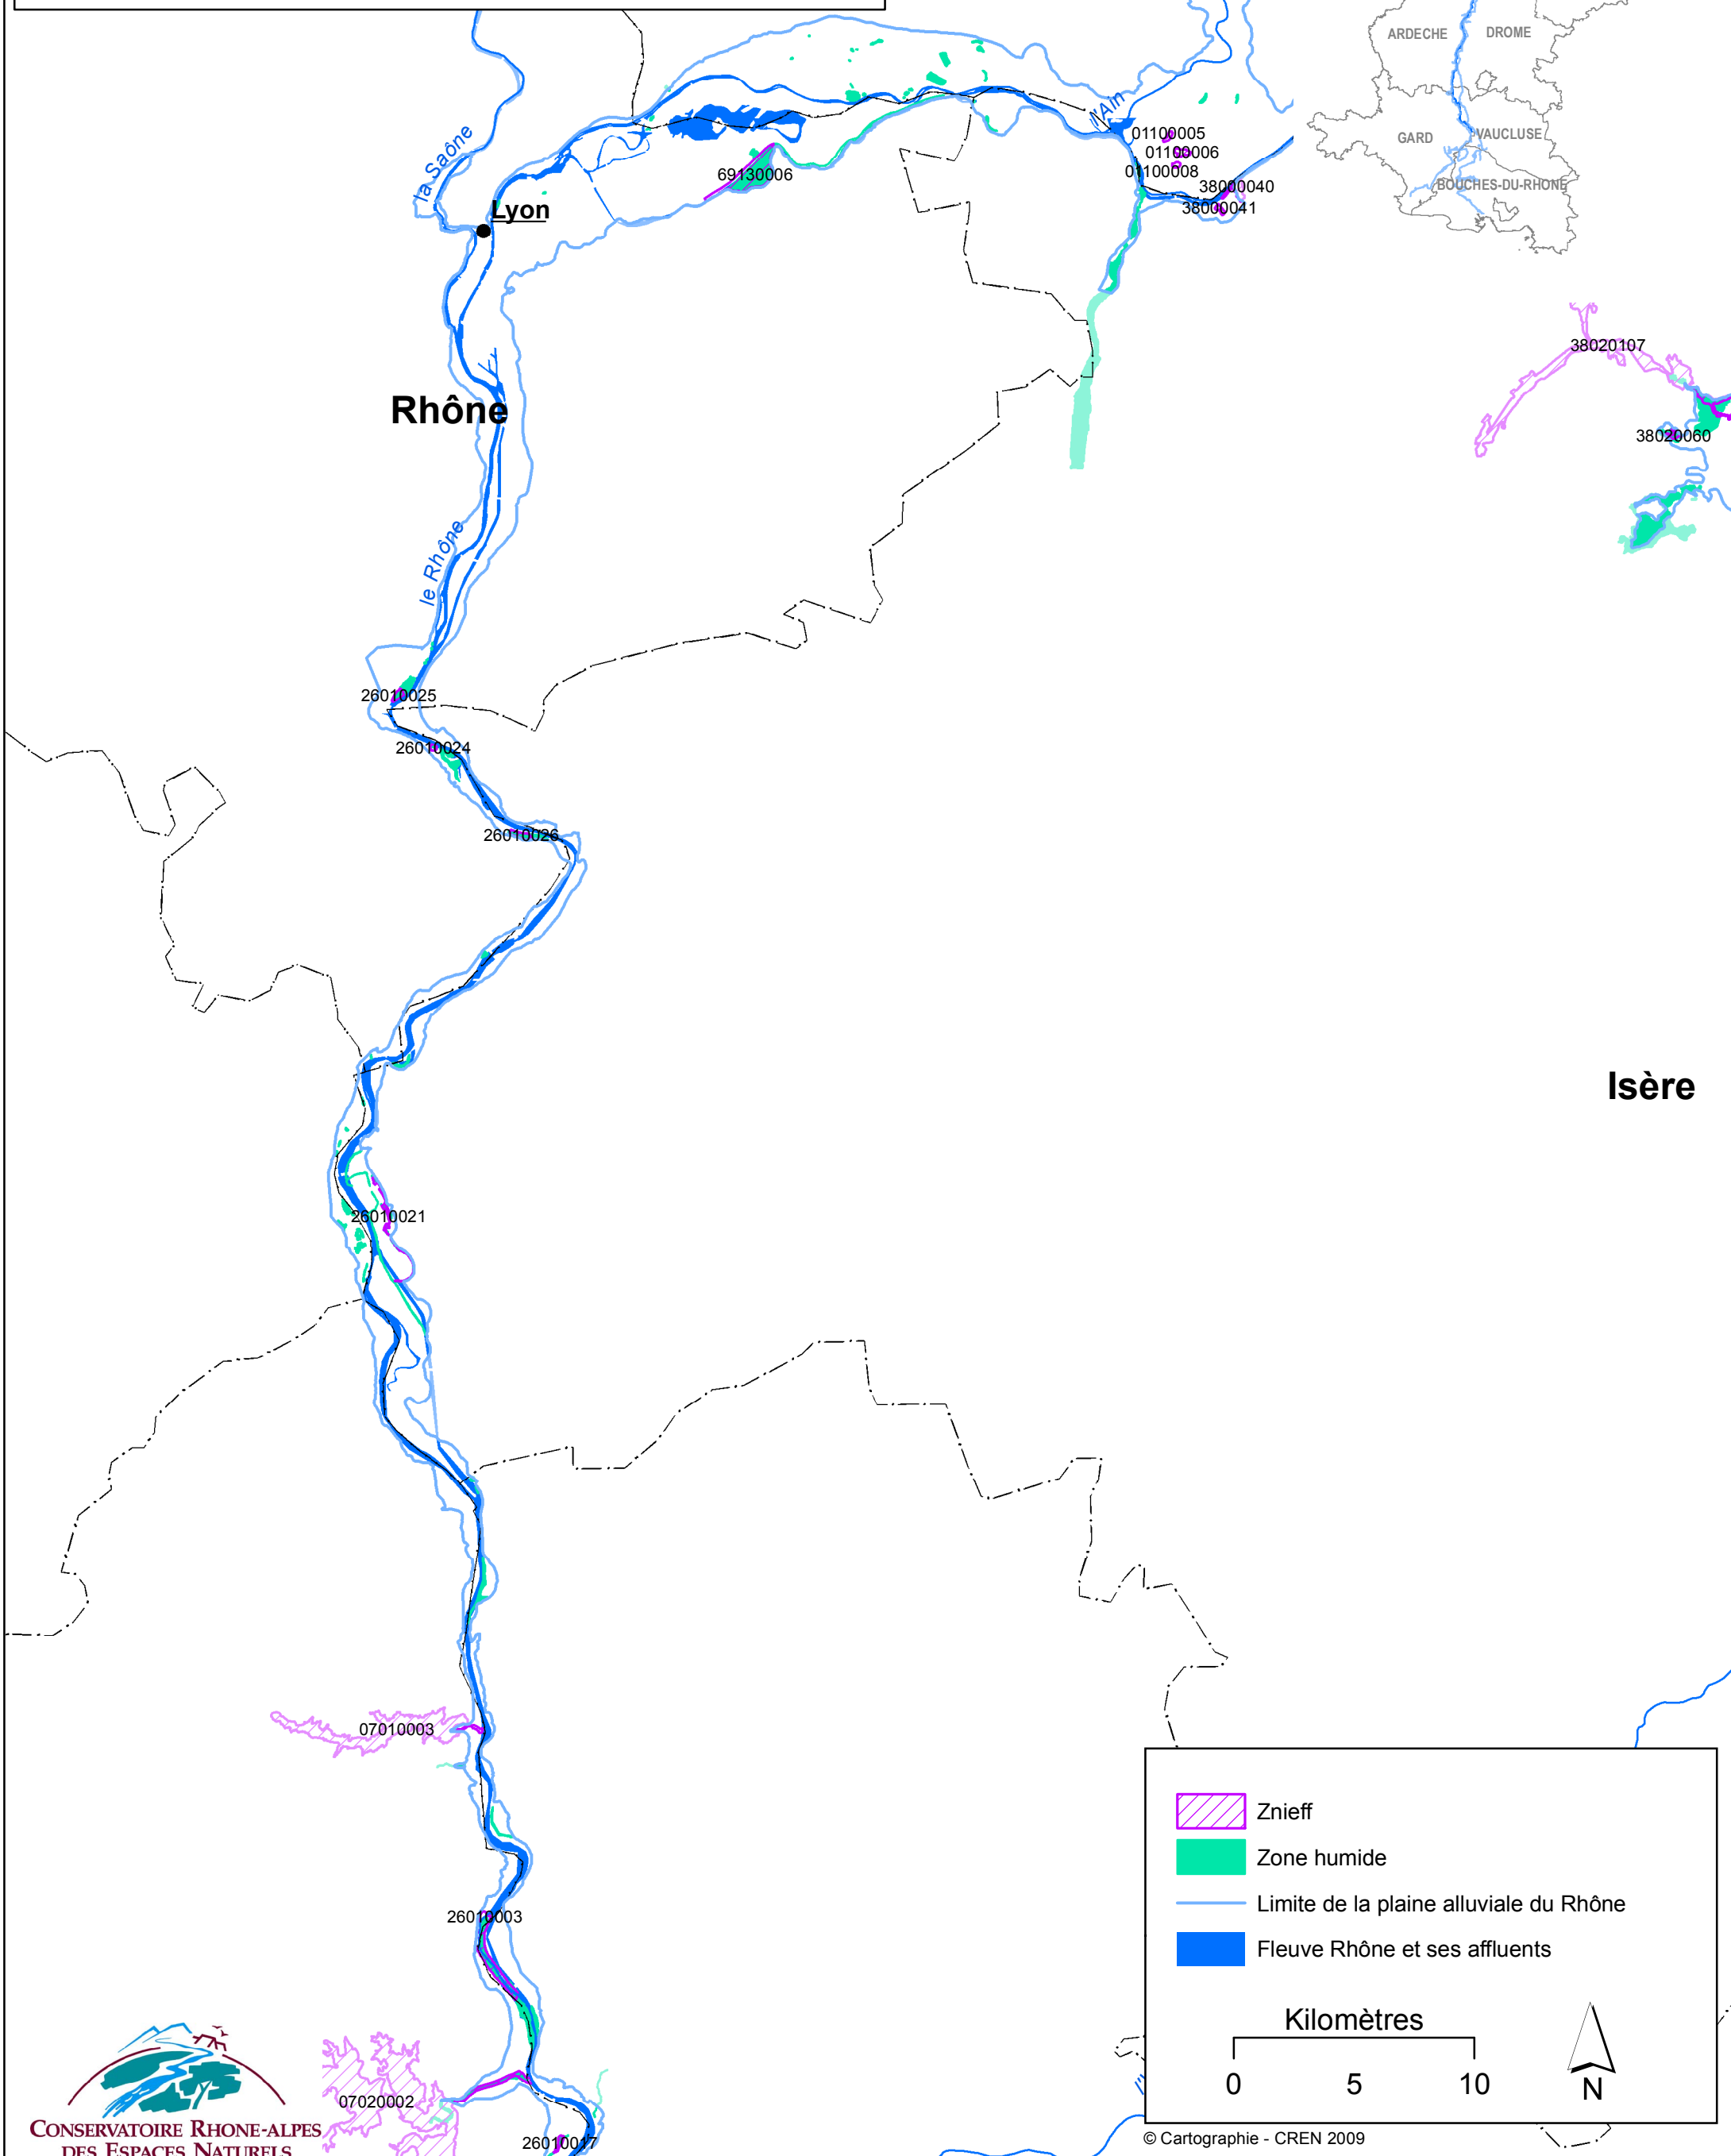 ARDECHE
DROME
GARD
VAUCLUSE
BOUCHES-DU-RHONE
la Saône
l'Ain
01100005
01100006
01100008
69130006
38000040
38000041
Lyon
38020107
Rhône
38020060
le Rhône
26010025
26010024
26010026
Isère
26010021
07010003
Znieff
Zone humide
Limite de la plaine alluviale du Rhône
26010003
Fleuve Rhône et ses affluents
Kilomètres
0 5 10
N
07020002
CONSERVATOIRE RHONE-ALPES
DES ESPACES NATURELS
26010017
© Cartographie - CREN 2009